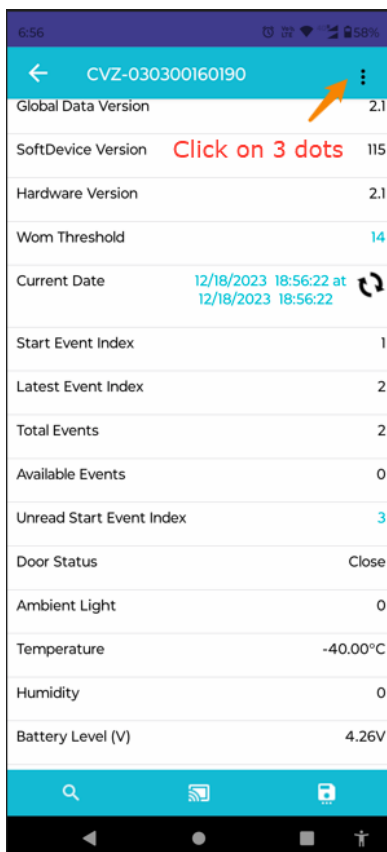 6:56 58%
CVZ-030300160190
Global Data Version 2.1
SoftDevice Version Click on 3 dots 115
Hardware Version 2.1
Wom Threshold 14
Current Date 12/18/2023 18:56:22 at
12/18/2023 18:56:22
Start Event Index 1
Latest Event Index 2
Total Events 2
Available Events 0
Unread Start Event Index 3
Door Status Close
Ambient Light 0
Temperature -40.00°C
Humidity 0
Battery Level (V) 4.26V